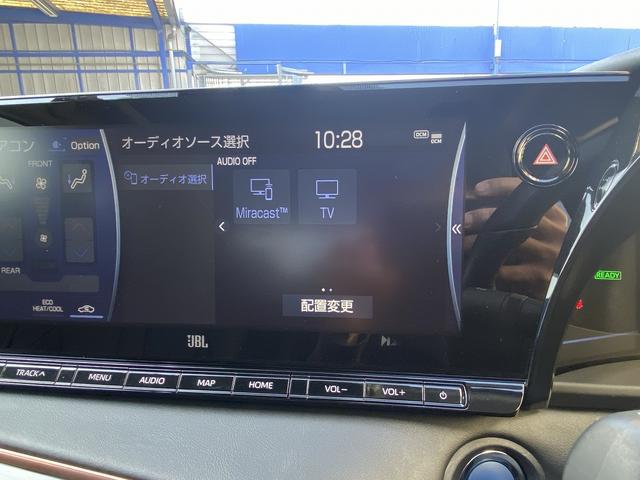 アコン Option
FRONT
REAR
ECO
HEAT/COOL
オーディオソース選択
10:28
DCM
DCM
AUDIO OFF
オーディオ選択
Miracast™
TV
配置変更
JBL
READY
TRACK
MENU
AUDIO
MAP
HOME
VOL−
VOL+